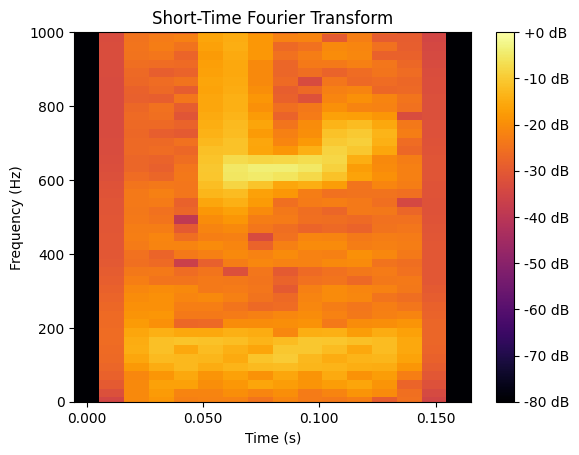 Short-Time Fourier Transform
1000
800
600
400
200
0
Frequency (Hz)
0.000
0.050
0.100
0.150
Time (s)
+0 dB
-10 dB
-20 dB
-30 dB
-40 dB
-50 dB
-60 dB
-70 dB
-80 dB